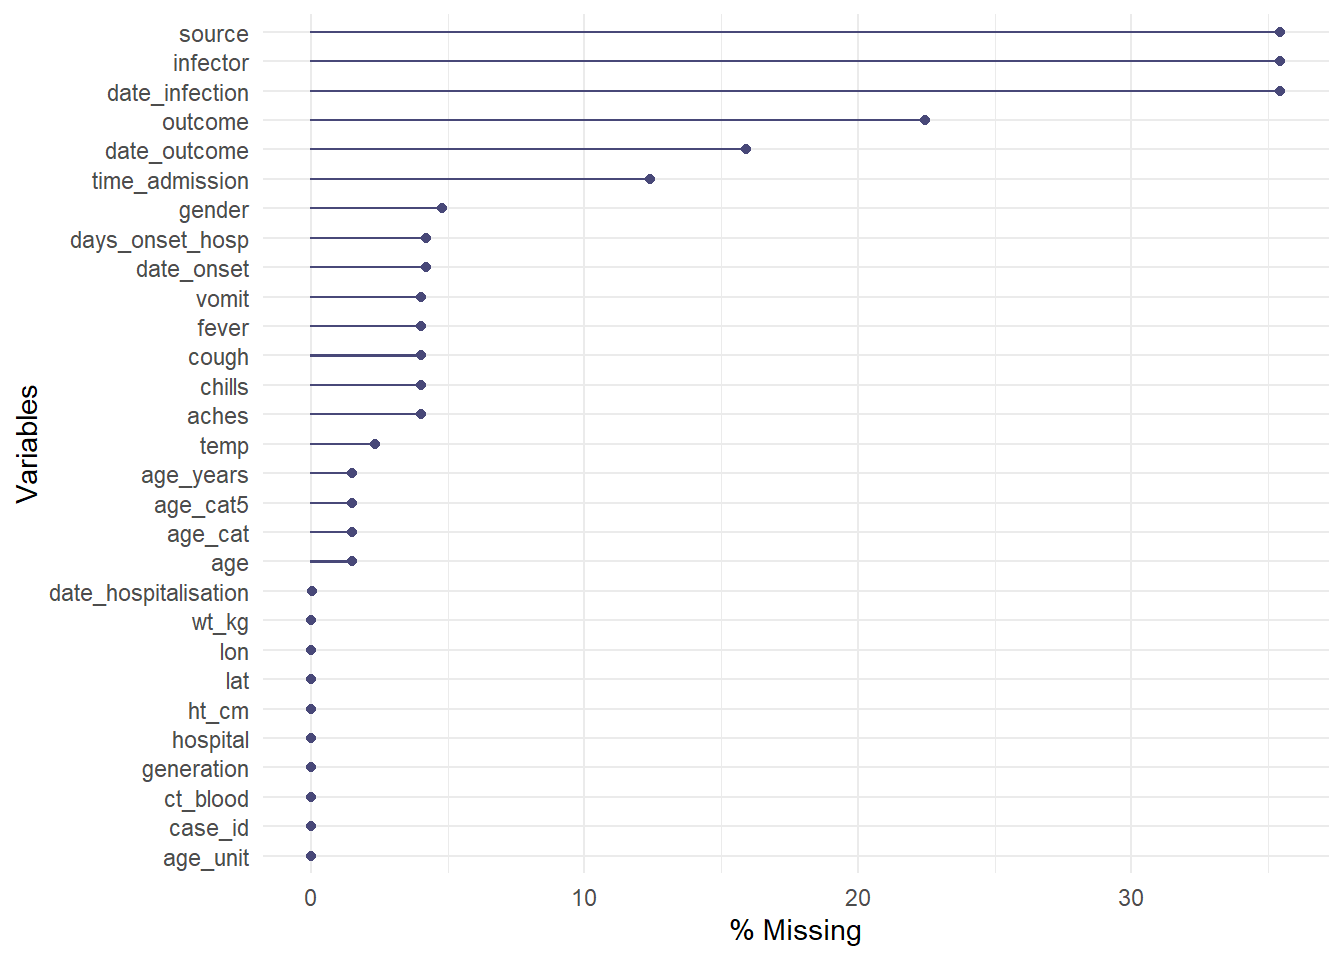 source
infector
date_infection
outcome
date_outcome
time_admission
gender
days_onset_hosp
date_onset
vomit
fever
cough
chills
aches
temp
age_years
age_cat5
age_cat
age
date_hospitalisation
wt_kg
lon
lat
ht_cm
hospital
generation
ct_blood
case_id
age_unit
Variables
0 10 20 30
% Missing